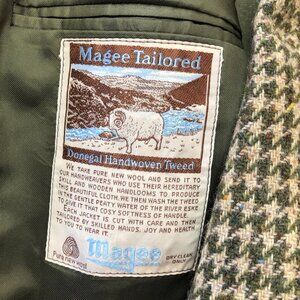 Magee Tailored
Donegal Handwoven Tweed
WE TAKE PURE NEW WOOL AND SEND IT TO
OUR HANDWEAVERS WHO USE THEIR HEREDITARY
SKILL AND WOODEN HANDLOOMS TO PRODUCE
THIS BEAUTIFUL CLOTH. WE THEN WASH THE TWEED
IN THE GENTLE PEATY WATER OF THE RIVER ESKE
TO GIVE IT THAT COSY SOFTNESS OF HANDLE.
EACH JACKET IS CUT WITH CARE AND THEN
TAILORED BY SKILLED HANDS. JOY AND HEALTH
TO YOU WHO WEAR IT.
Pure new wool
Magee
DRY CLEAN
ONLY